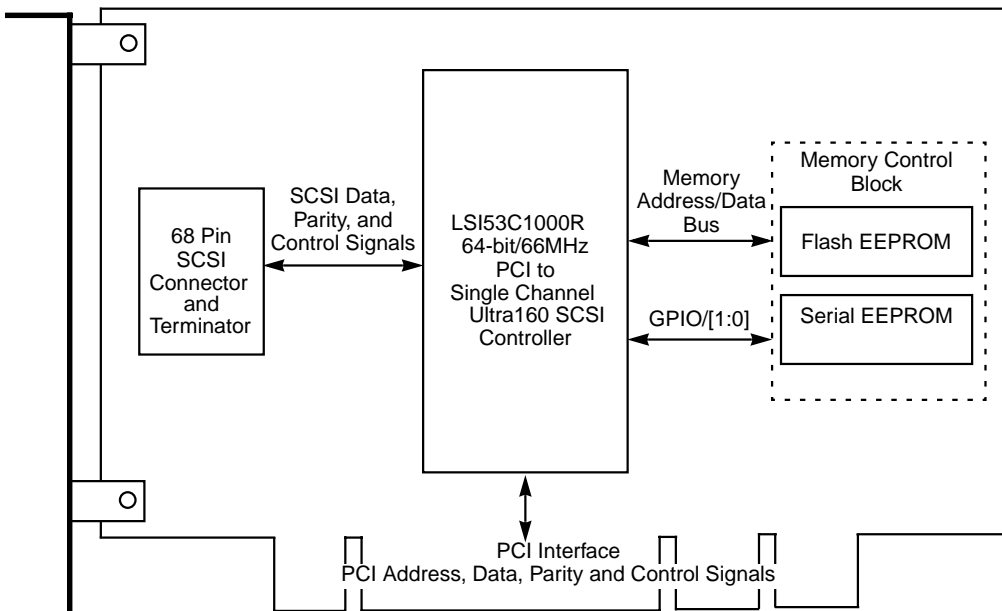 68 Pin
SCSI
Connector
and
Terminator
SCSI Data,
Parity, and
Control Signals
LSI53C1000R
64-bit/66MHz
PCI to
Single Channel
Ultra160 SCSI
Controller
Memory
Address/Data
Bus
GPIO/[1:0]
Memory Control
Block
Flash EEPROM
Serial EEPROM
PCI Interface
PCI Address, Data, Parity and Control Signals